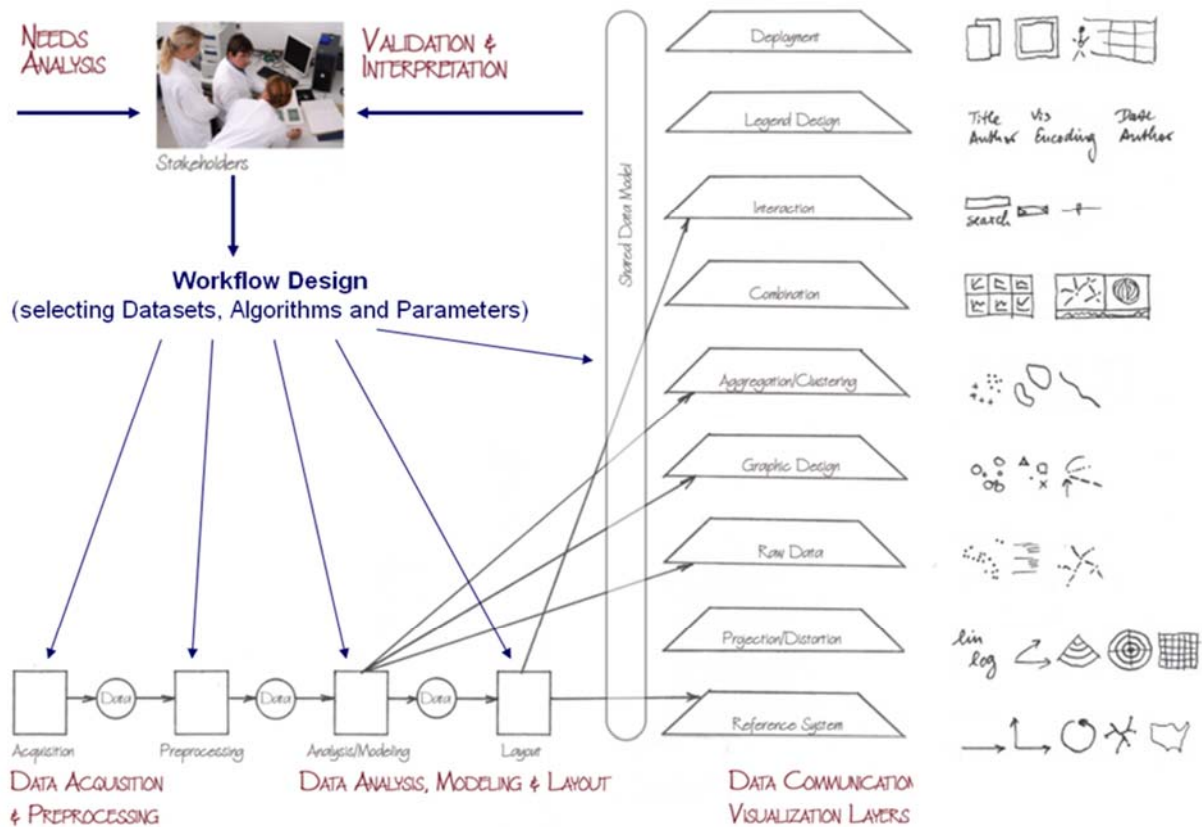 NEEDS
ANALYSIS
VALIDATION &
INTERPRETATION
Stakeholders
Workflow Design
(selecting Datasets, Algorithms and Parameters)
Shared Data Model
Deployment
Legend Design
Title
Author
Vis
Encoding
Date
Author
Interaction
search
Combination
Aggregation/Clustering
Graphic Design
Raw Data
Projection/Distortion
lin
log
Reference System
Data
Data
Data
Acquisition
Preprocessing
Analysis/Modeling
Layout
DATA ACQUISTION
& PREPROCESSING
DATA ANALYSIS, MODELING & LAYOUT
DATA COMMUNICATION
VISUALIZATION LAYERS